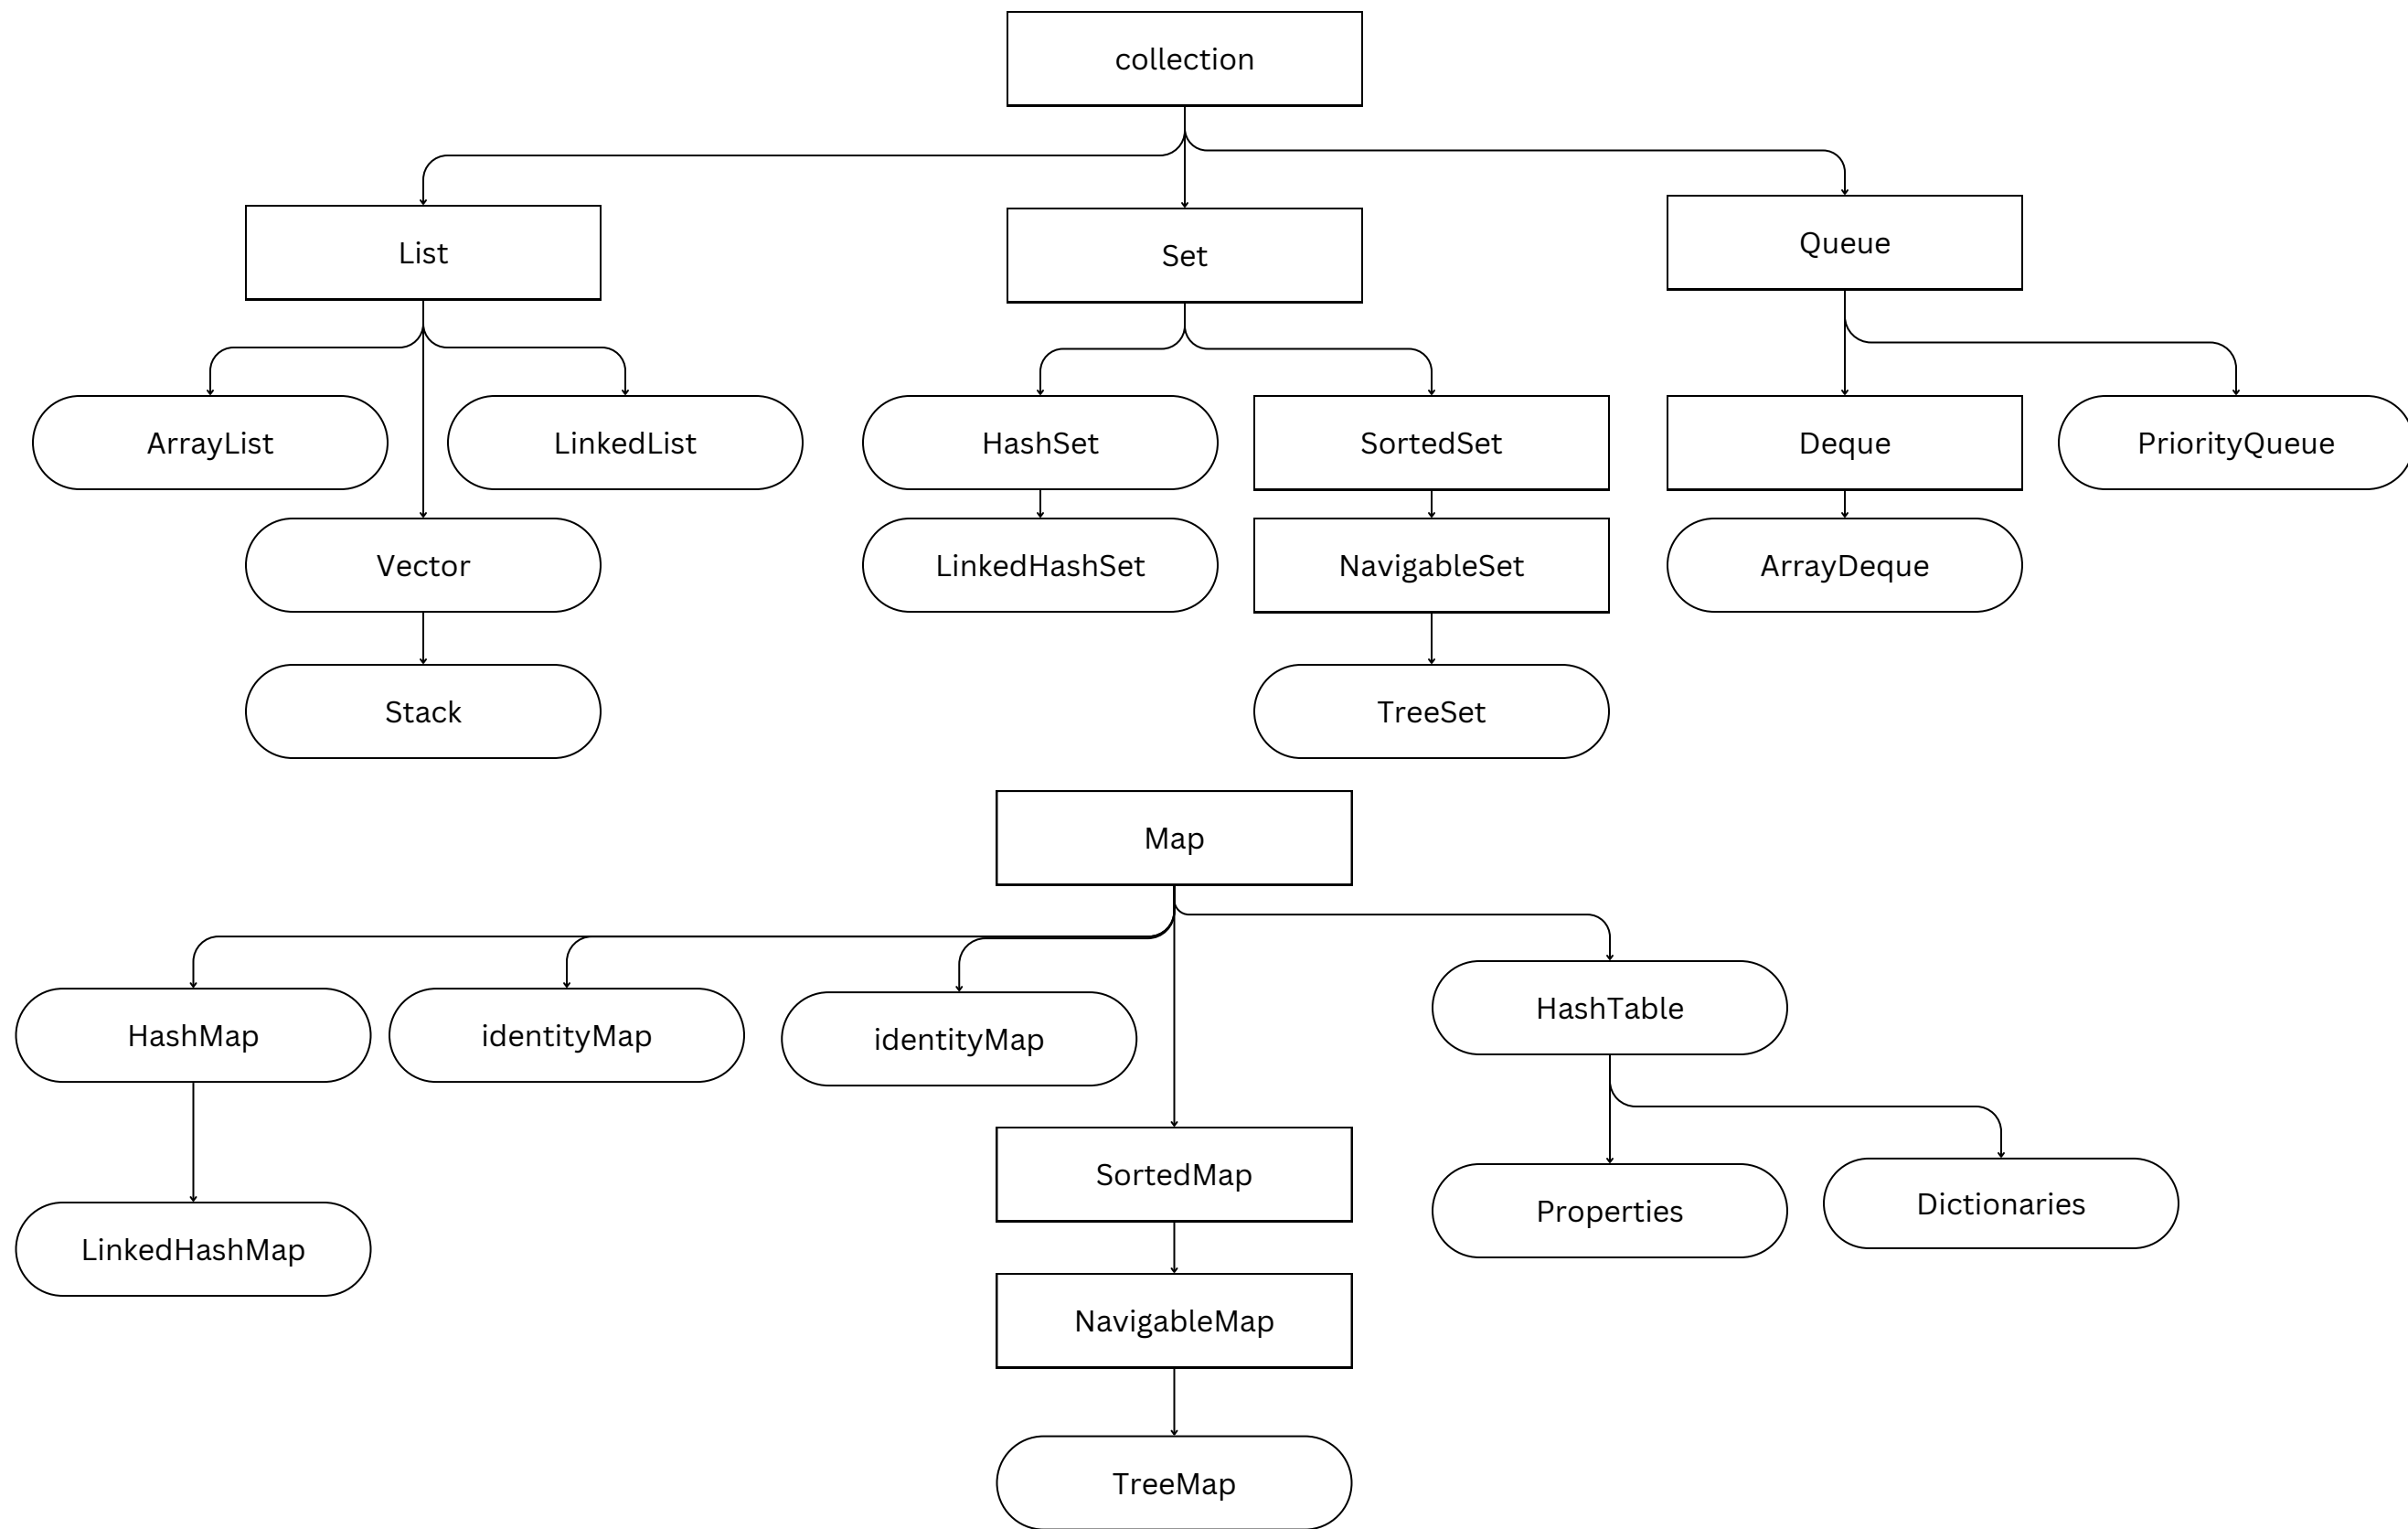 collection
List
Set
Queue
ArrayList
LinkedList
HashSet
SortedSet
Deque
PriorityQueue
Vector
LinkedHashSet
NavigableSet
ArrayDeque
Stack
TreeSet
Map
HashMap
identityMap
identityMap
HashTable
SortedMap
Properties
Dictionaries
LinkedHashMap
NavigableMap
TreeMap